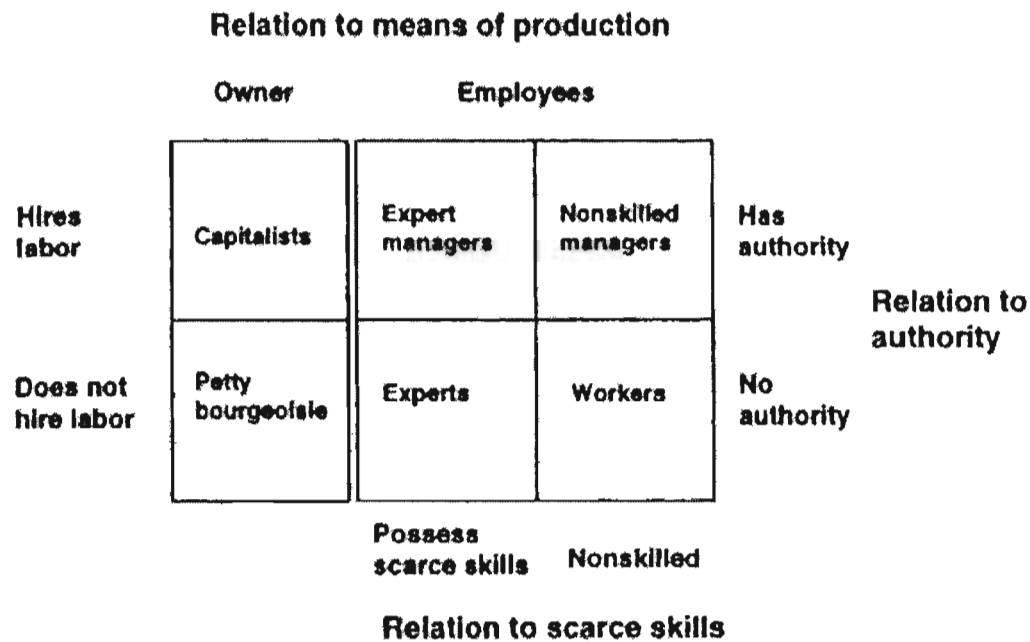 Relation to means of production
Owner
Employees
Hires
labor
Capitalists
Expert
managers
Nonskilled
managers
Has
authority
Relation to
authority
Does not
hire labor
Petty
bourgeoisie
Experts
Workers
No
authority
Possess
scarce skills
Nonskilled
Relation to scarce skills